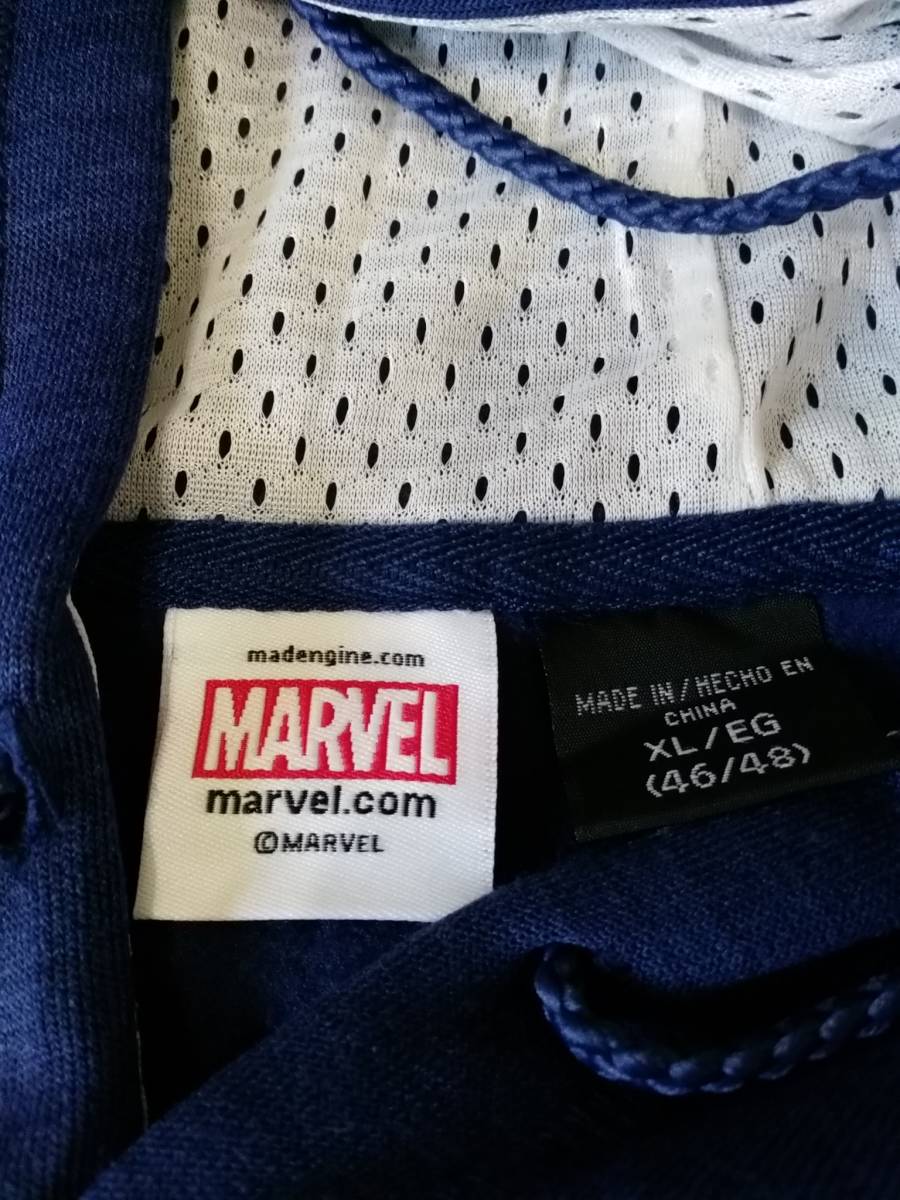 madengine.com
MARVEL
marvel.com
©MARVEL
MADE IN/HECHO EN
CHINA
XL/EG
(46/48)